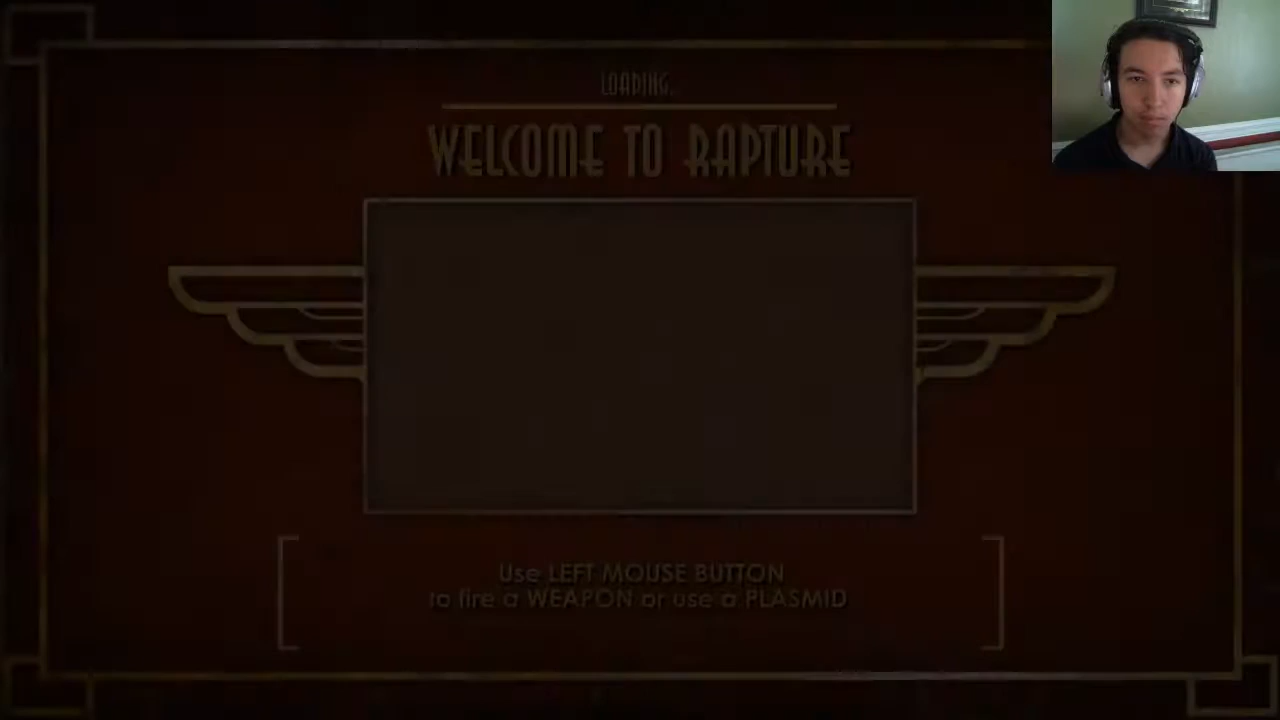 LOADING.
WELCOME TO RAPTURE
Use LEFT MOUSE BUTTON
to fire a WEAPON or use a PLASMID